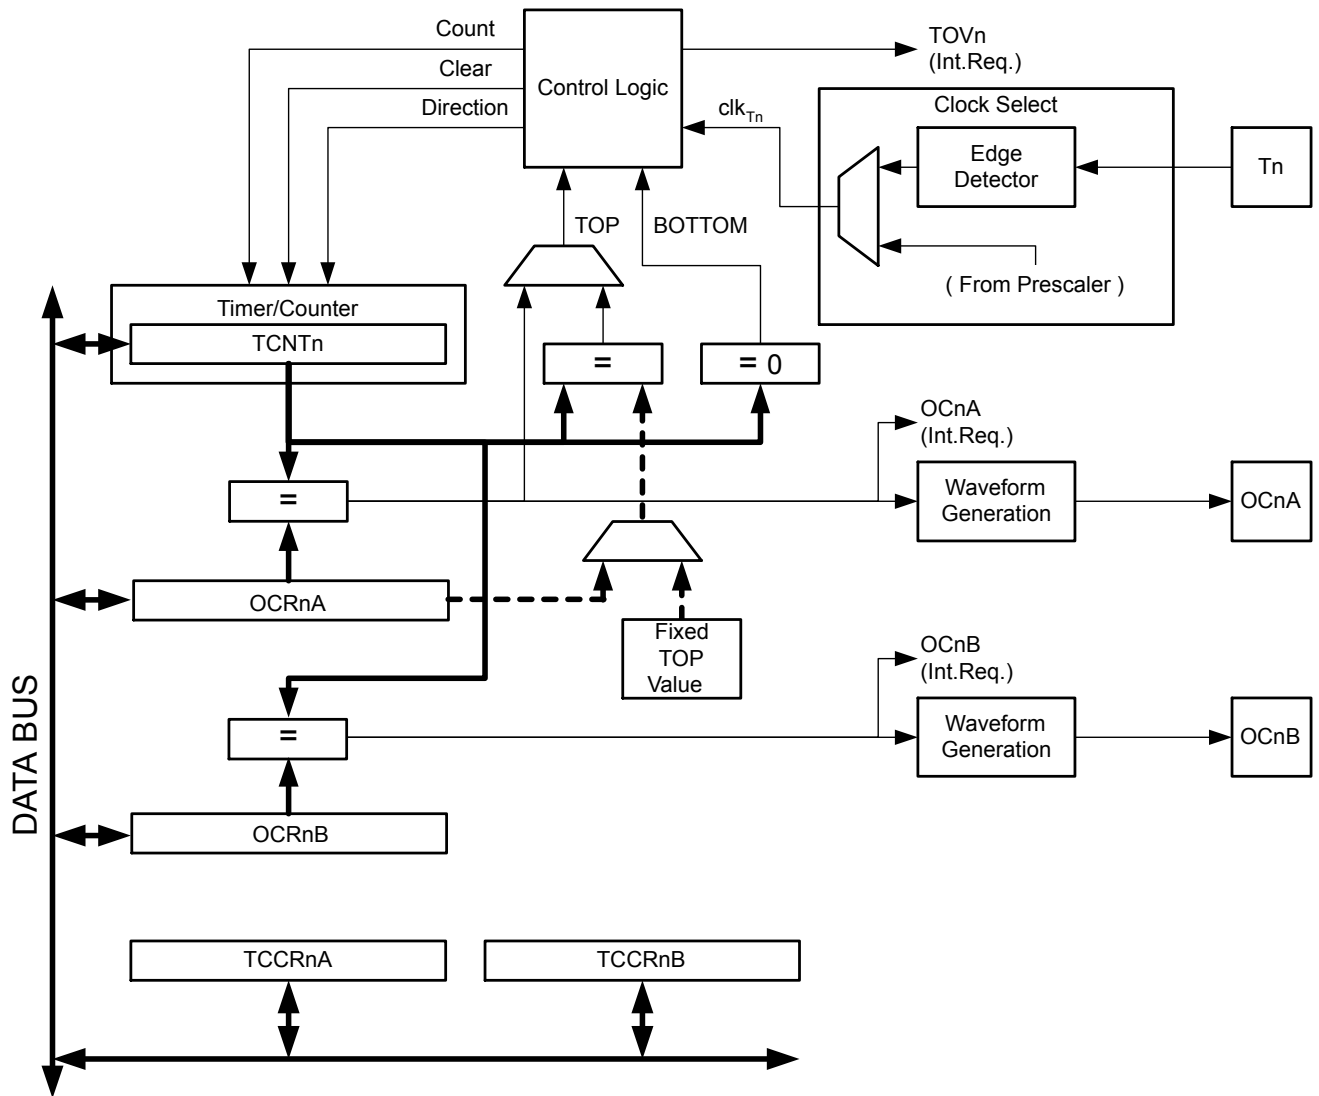 Count
Clear
Direction
Control Logic
TOVn
(Int.Req.)
clkTn
Clock Select
Edge
Detector
Tn
( From Prescaler )
TOP
BOTTOM
Timer/Counter
TCNTn
=
= 0
OCnA
(Int.Req.)
=
Waveform
Generation
OCnA
OCRnA
Fixed
TOP
Value
OCnB
(Int.Req.)
=
Waveform
Generation
OCnB
DATA BUS
OCRnB
TCCRnA
TCCRnB